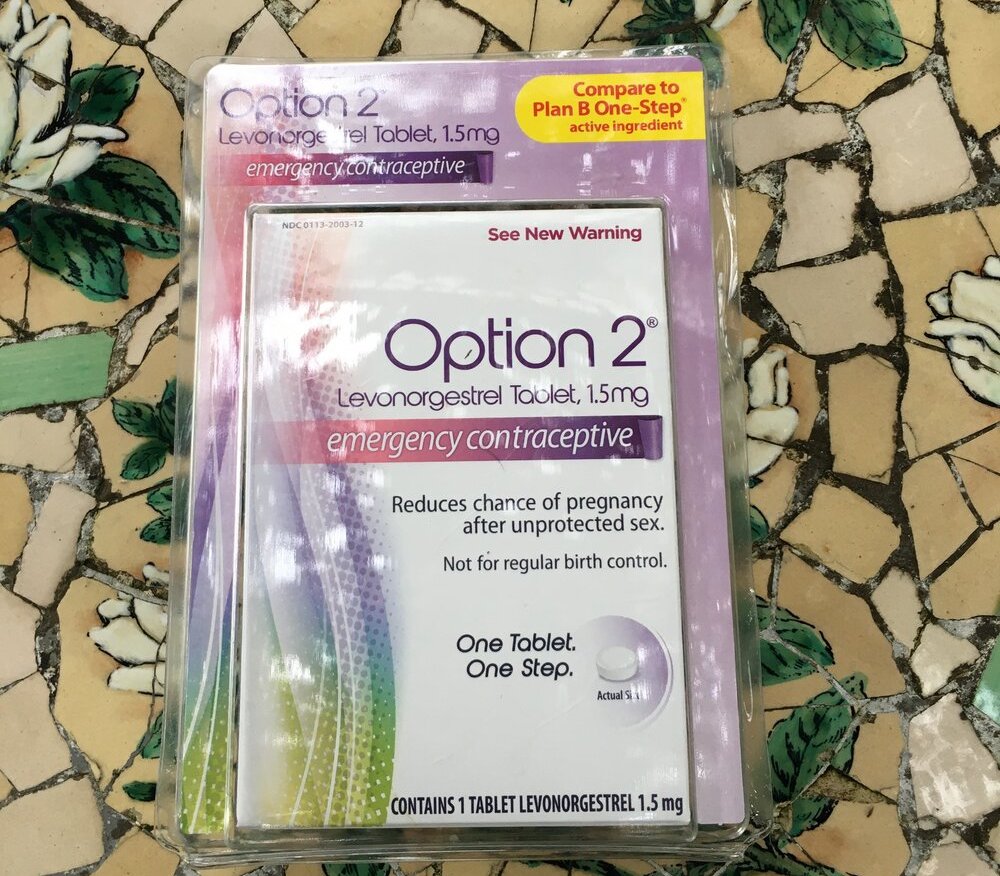 Option 2®
Levonorgestrel Tablet, 1.5mg
emergency contraceptive
Compare to
Plan B One-Step®
active ingredient
NDC 0113-2003-12
See New Warning
Option 2®
Levonorgestrel Tablet, 1.5mg
emergency contraceptive
Reduces chance of pregnancy
after unprotected sex.
Not for regular birth control.
One Tablet.
One Step.
Actual Size
CONTAINS 1 TABLET LEVONORGESTREL 1.5 mg